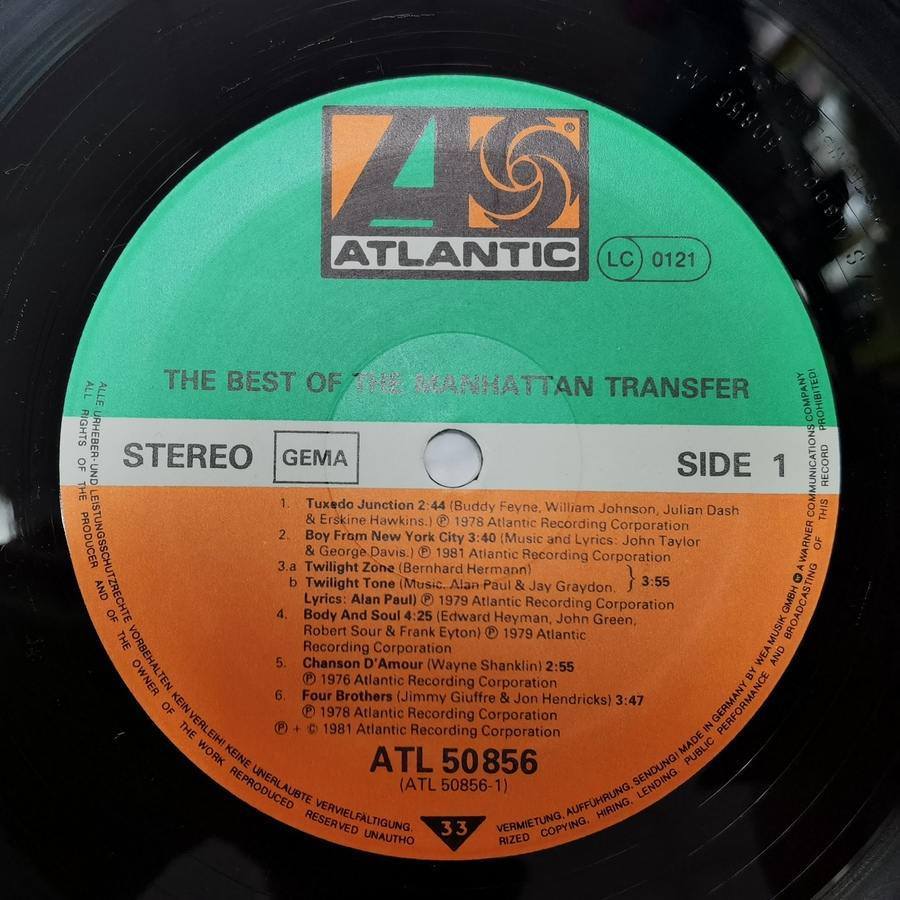 ATLANTIC
®
LC 0121
THE BEST OF THE MANHATTAN TRANSFER
STEREO GEMA SIDE 1
1. Tuxedo Junction 2:44 (Buddy Feyne, William Johnson, Julian Dash
& Erskine Hawkins.) ℗ 1978 Atlantic Recording Corporation
2. Boy From New York City 3:40 (Music and Lyrics: John Taylor
& George Davis.) ℗ 1981 Atlantic Recording Corporation
3.a Twilight Zone (Bernhard Hermann)
b Twilight Tone (Music. Alan Paul & Jay Graydon. } 3:55
Lyrics: Alan Paul) ℗ 1979 Atlantic Recording Corporation
4. Body And Soul 4:25 (Edward Heyman, John Green,
Robert Sour & Frank Eyton) ℗ 1979 Atlantic
Recording Corporation
5. Chanson D'Amour (Wayne Shanklin) 2:55
℗ 1976 Atlantic Recording Corporation
6. Four Brothers (Jimmy Giuffre & Jon Hendricks) 3:47
℗ 1978 Atlantic Recording Corporation
℗ + © 1981 Atlantic Recording Corporation
ATL 50856
(ATL 50856-1)
33
ALLE URHEBER- UND LEISTUNGSSCHUTZRECHTE VORBEHALTEN KEIN VERLEIH! KEINE UNERLAUBTE VERVIELFÄLTIGUNG,
VERMIETUNG, AUFFÜHRUNG, SENDUNG! MADE IN GERMANY BY WEA MUSIK GMBH A WARNER COMMUNICATIONS COMPANY
ALL RIGHTS OF THE PRODUCER AND OF THE OWNER OF THE WORK REPRODUCED RESERVED UNAUTHO
RIZED COPYING, HIRING, LENDING PUBLIC PERFORMANCE AND BROADCASTING OF THIS RECORD PROHIBITED!